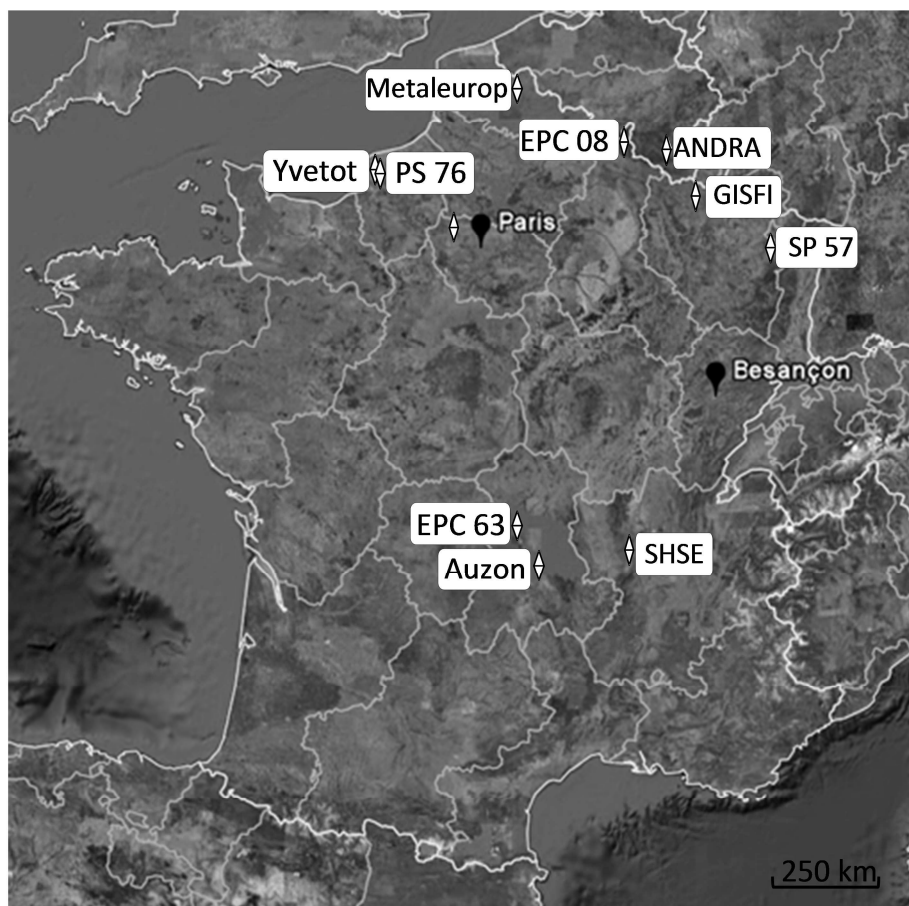 Metaleurop
EPC 08
ANDRA
Yvetot
PS 76
GISFI
Paris
SP 57
Besançon
EPC 63
Auzon
SHSE
250 km